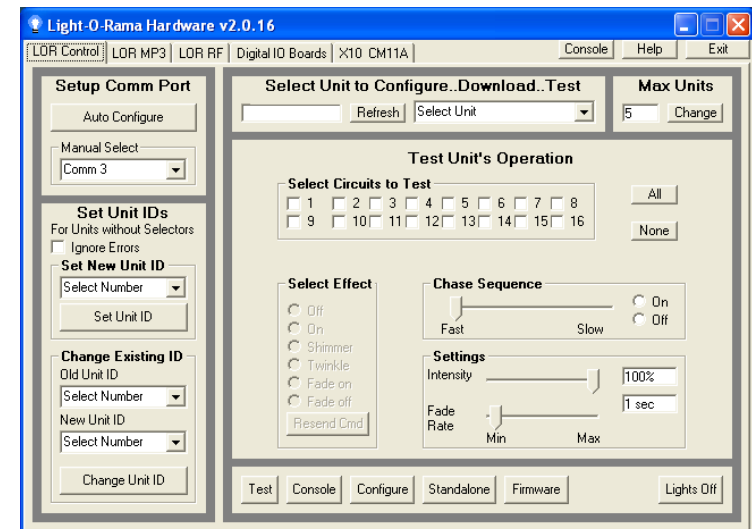 Light-O-Rama Hardware v2.0.16
LOR Control LOR MP3 LOR RF Digital IO Boards X10 CM11A Console Help Exit
Setup Comm Port
Auto Configure
Manual Select
Comm 3
Set Unit IDs
For Units without Selectors
Ignore Errors
Set New Unit ID
Select Number
Set Unit ID
Change Existing ID
Old Unit ID
Select Number
New Unit ID
Select Number
Change Unit ID
Select Unit to Configure..Download..Test
Refresh Select Unit
Max Units
5 Change
Test Unit's Operation
Select Circuits to Test
1 2 3 4 5 6 7 8
9 10 11 12 13 14 15 16
All
None
Select Effect
Off
On
Shimmer
Twinkle
Fade on
Fade off
Resend Cmd
Chase Sequence
Fast Slow
On
Off
Settings
Intensity 100%
Fade Rate 1 sec
Min Max
Test Console Configure Standalone Firmware Lights Off